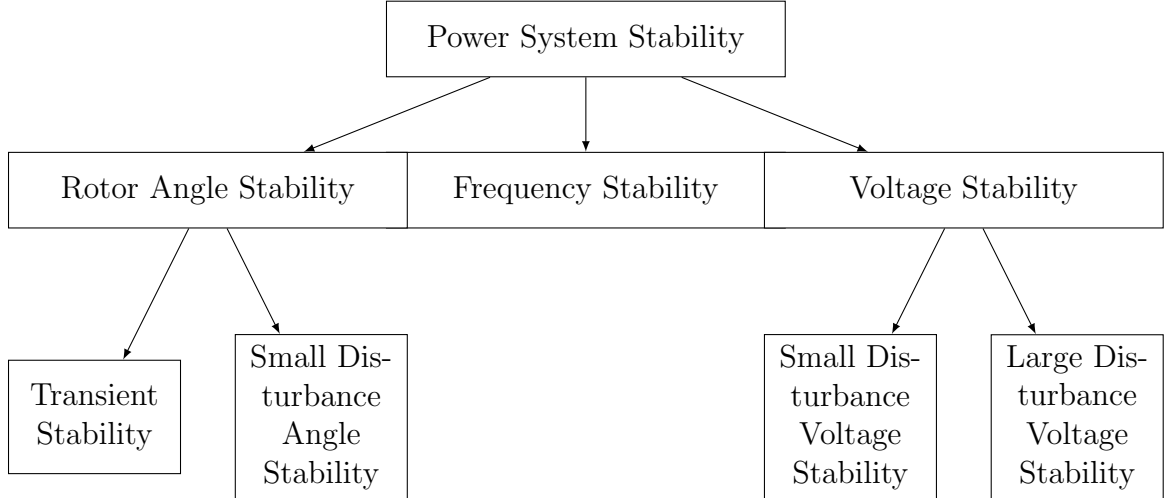 Power System Stability
Rotor Angle Stability
Frequency Stability
Voltage Stability
Transient
Stability
Small Dis-
turbance
Angle
Stability
Small Dis-
turbance
Voltage
Stability
Large Dis-
turbance
Voltage
Stability